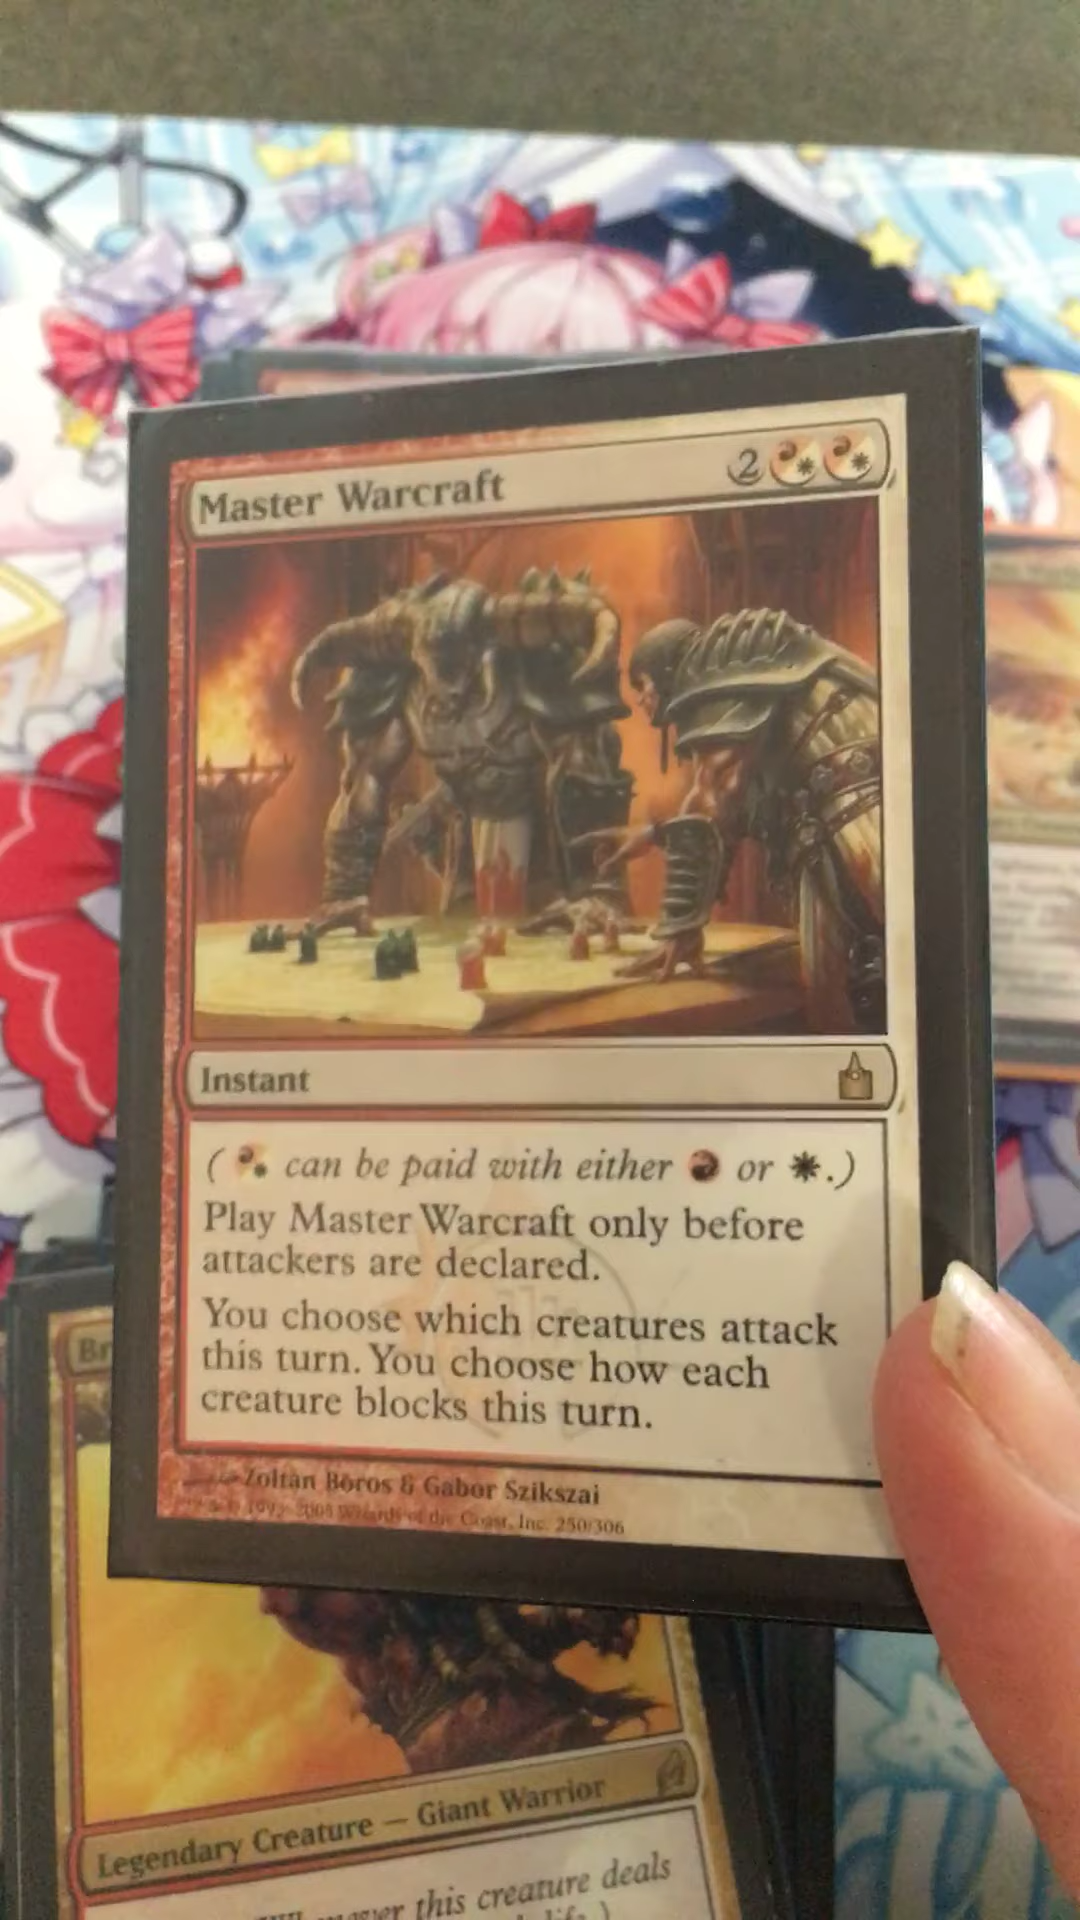 Master Warcraft
2
Instant
( can be paid with either or .)
Play Master Warcraft only before
attackers are declared.
You choose which creatures attack
this turn. You choose how each
creature blocks this turn.
Zoltan Boros & Gabor Szikszai
Wizards of the Coast, Inc. 250/306
Br
Legendary Creature — Giant Warrior
this creature deals